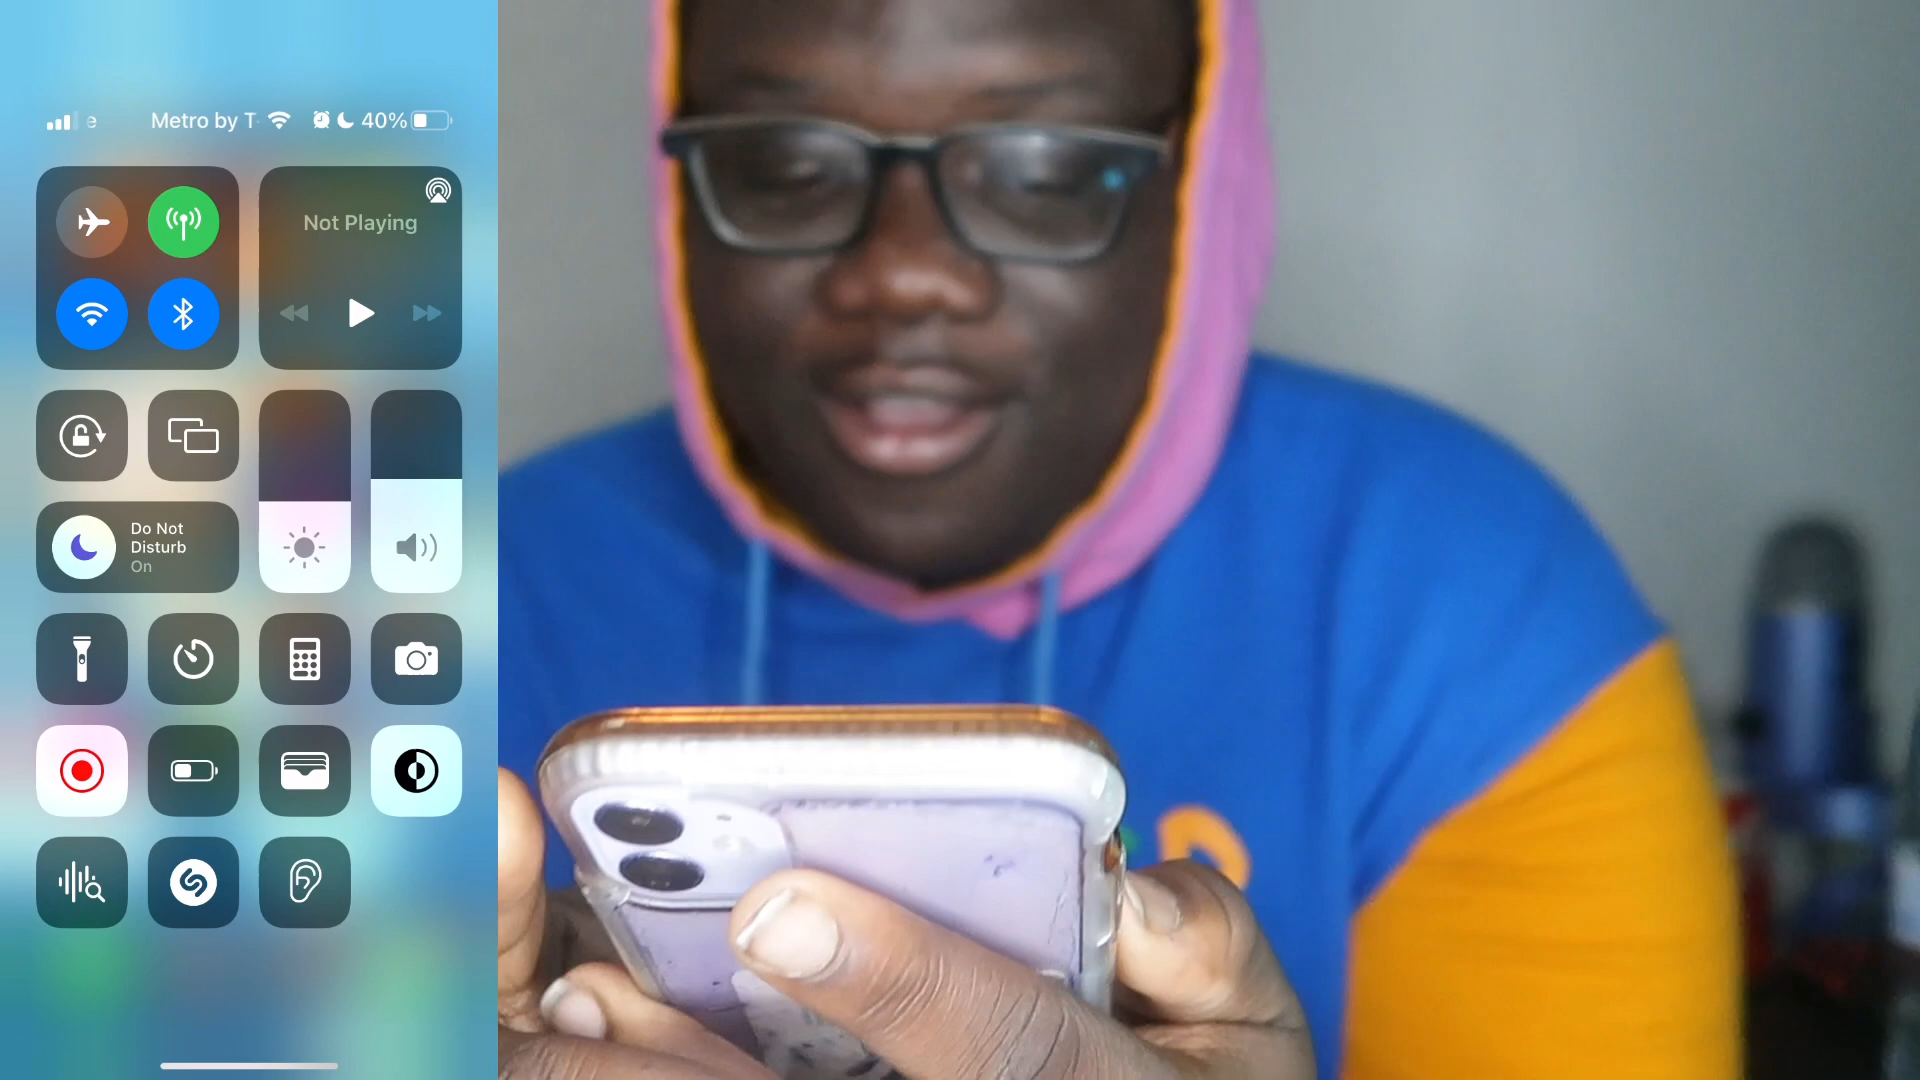 e Metro by T 40%
Not Playing
Do Not
Disturb
On